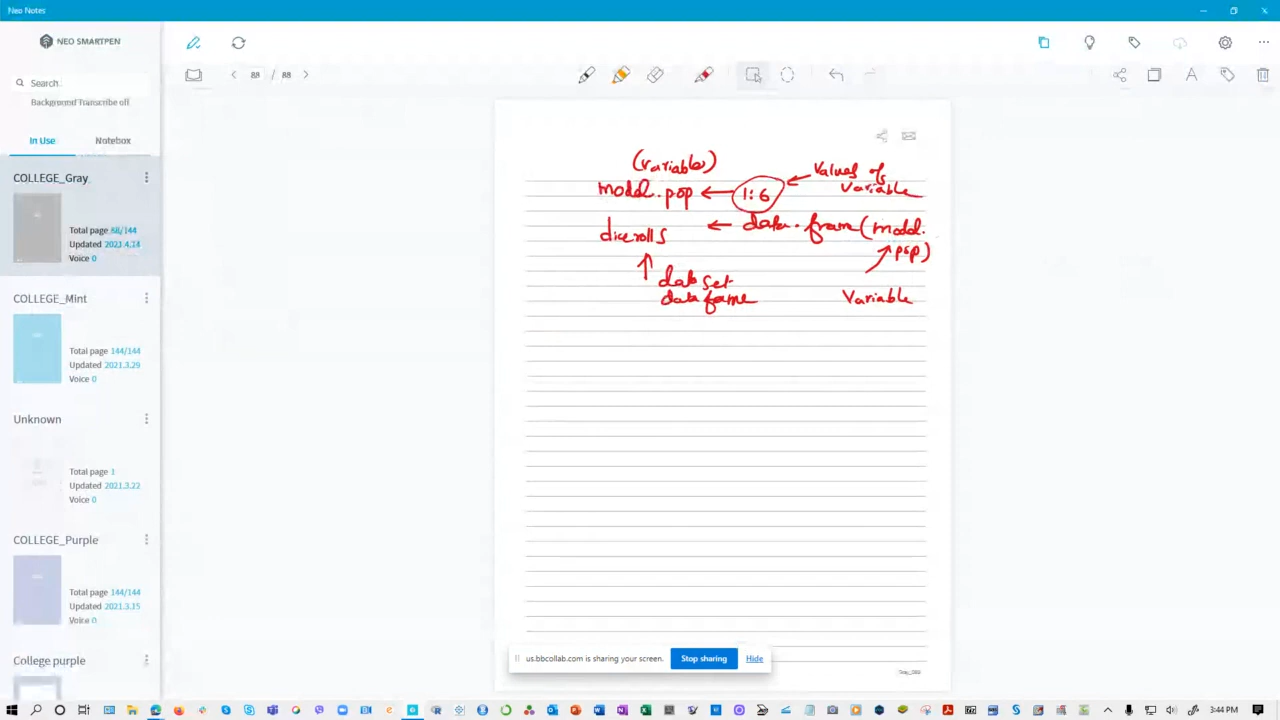 Neo Notes
NEO SMARTPEN
Search
Background Transcribe off
88 / 88
In Use Notebox
COLLEGE_Gray
Total page 88/144
Updated 2021.4.14
Voice 0
COLLEGE_Mint
Total page 144/144
Updated 2021.3.29
Voice 0
Unknown
Total page 1
Updated 2021.3.22
Voice 0
COLLEGE_Purple
Total page 144/144
Updated 2021.3.15
Voice 0
College purple
(variable) values of
model.pop ← 1:6 ← variable
dicerolls ← data.frame(model.
pop)
data set
data frame variable
us.bbcollab.com is sharing your screen. Stop sharing Hide
3:44 PM